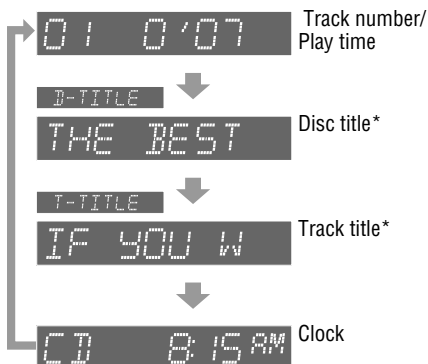 01 0'07
Track number/
Play time
D-TITLE
THE BEST
Disc title*
T-TITLE
IF YOU W
Track title*
CD 8:15 AM
Clock